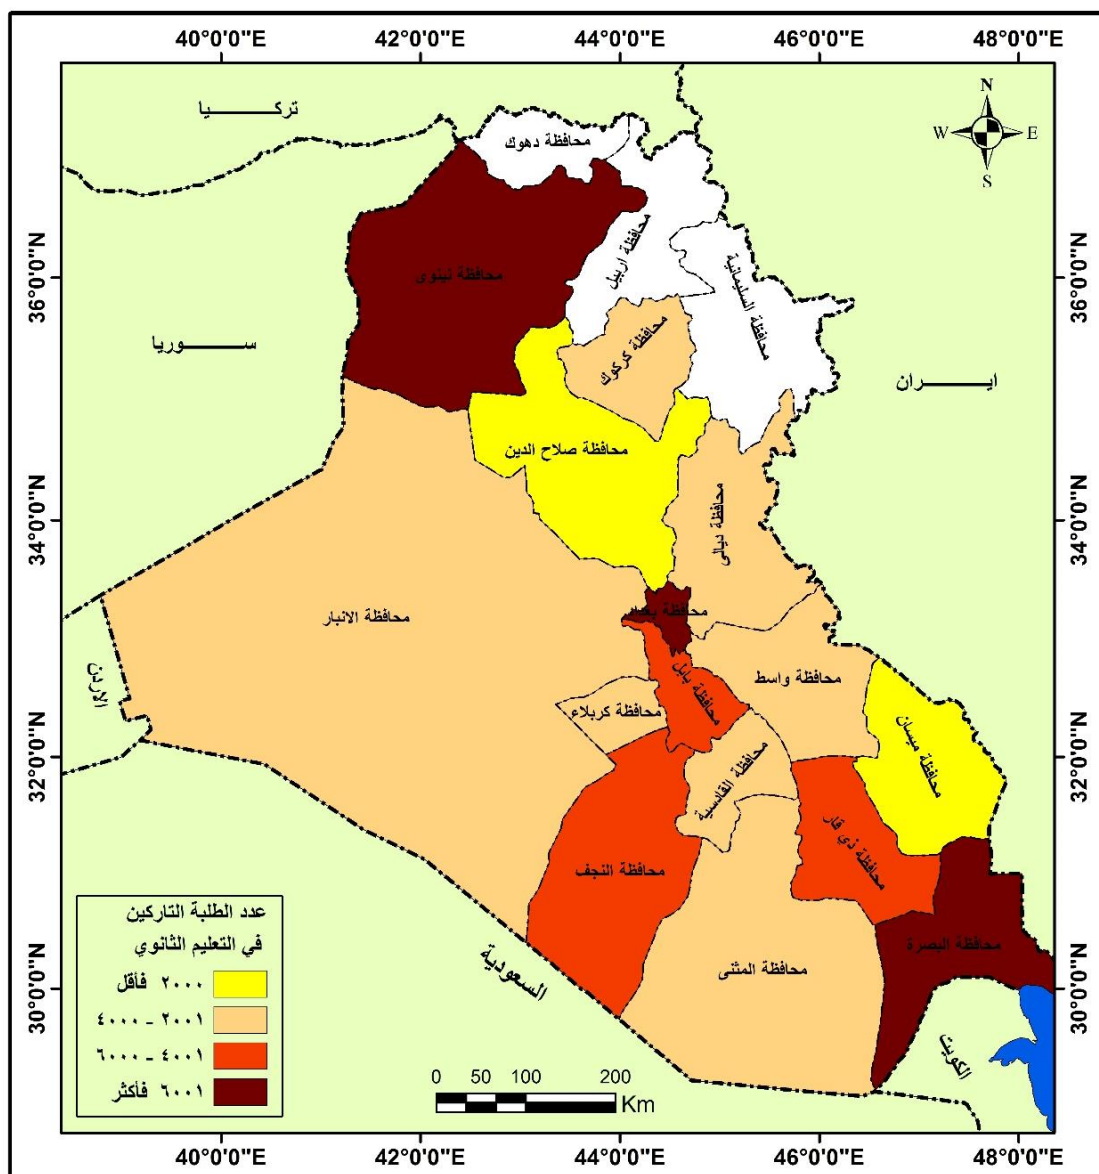 40°0'0"E 42°0'0"E 44°0'0"E 46°0'0"E 48°0'0"E
N
W E
S
تركـــــــيا
محافظة دهوك
محافظة اربيل
محافظة السليمانية
محافظة نينوى
36°0'0"N 36°0'0"N
محافظة كركوك
ســـــوريا
ايــــــران
محافظة صلاح الدين
محافظة ديالى
34°0'0"N 34°0'0"N
محافظة بغداد
محافظة الانبار
الاردن
محافظة بابل
محافظة واسط
محافظة كربلاء
محافظة ميسان
محافظة القادسية
32°0'0"N 32°0'0"N
محافظة ذي قار
محافظة النجف
محافظة البصرة
محافظة المثنى
السعودية
الكويت
30°0'0"N 30°0'0"N
عدد الطلبة التاركين
في التعليم الثانوي
٢٠٠٠ فأقل
٢٠٠١ - ٤٠٠٠
٤٠٠١ - ٦٠٠٠
٦٠٠١ فأكثر
0 50 100 200
Km
40°0'0"E 42°0'0"E 44°0'0"E 46°0'0"E 48°0'0"E